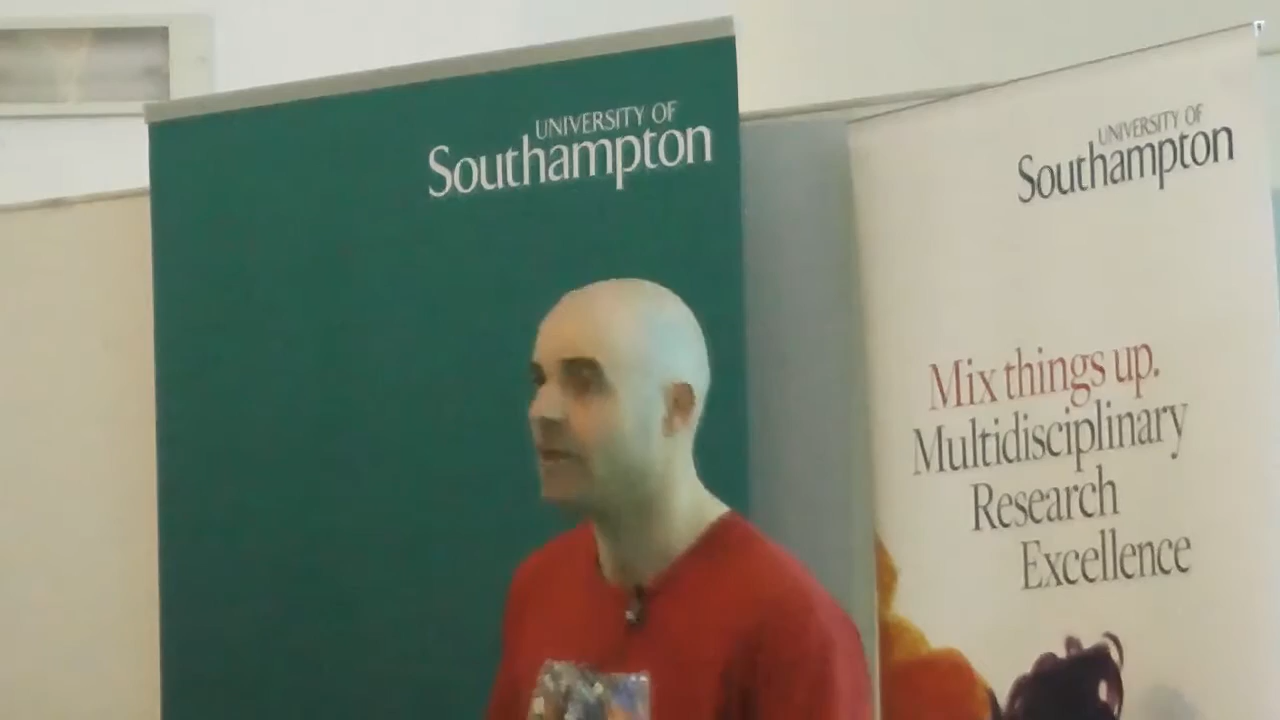 UNIVERSITY OF
Southampton
UNIVERSITY OF
Southampton
Mix things up.
Multidisciplinary
Research
Excellence